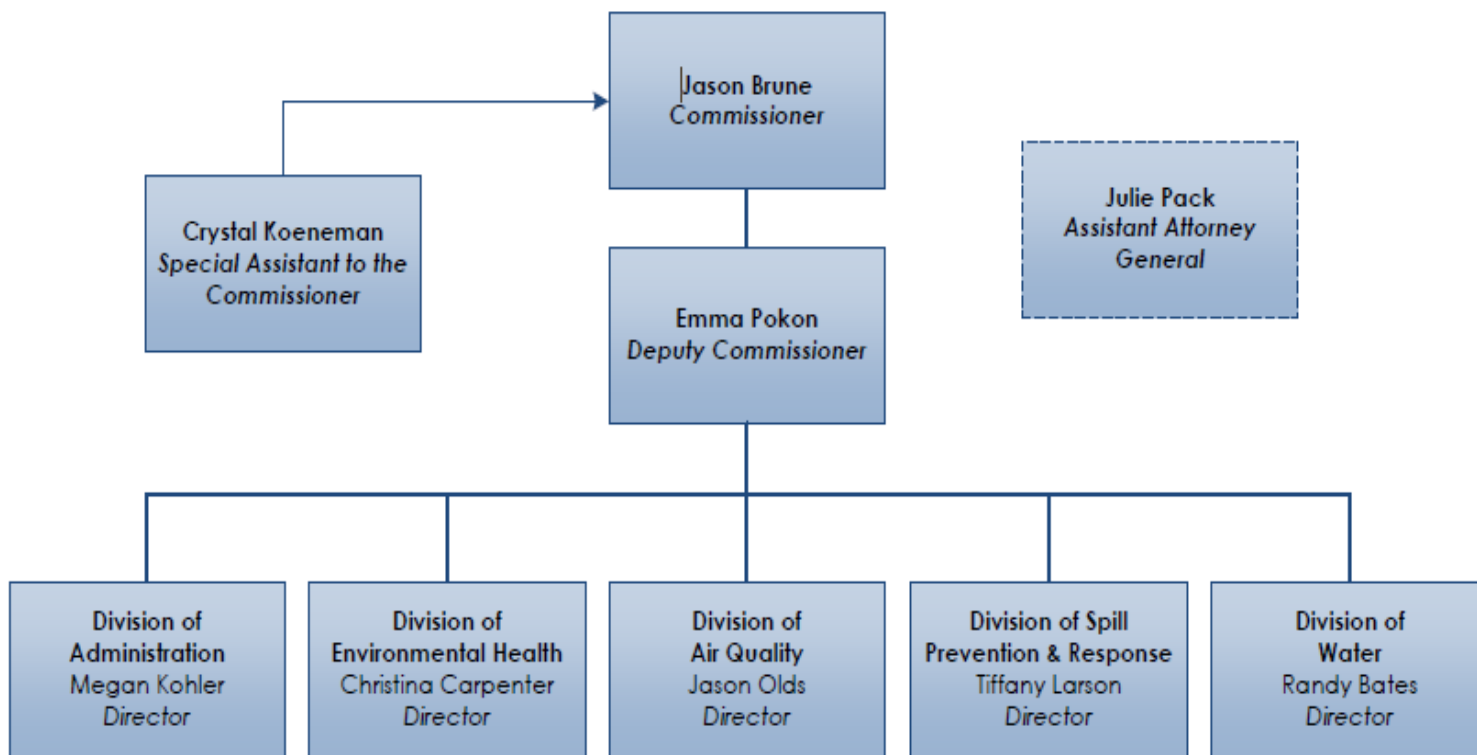 Jason Brune
Commissioner
Crystal Koeneman
Special Assistant to the
Commissioner
Julie Pack
Assistant Attorney
General
Emma Pokon
Deputy Commissioner
Division of
Administration
Megan Kohler
Director
Division of
Environmental Health
Christina Carpenter
Director
Division of
Air Quality
Jason Olds
Director
Division of Spill
Prevention & Response
Tiffany Larson
Director
Division of
Water
Randy Bates
Director